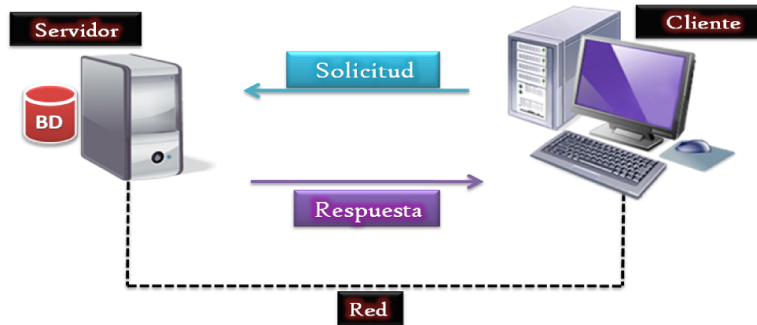 Servidor
Cliente
Solicitud
BD
Respuesta
Red